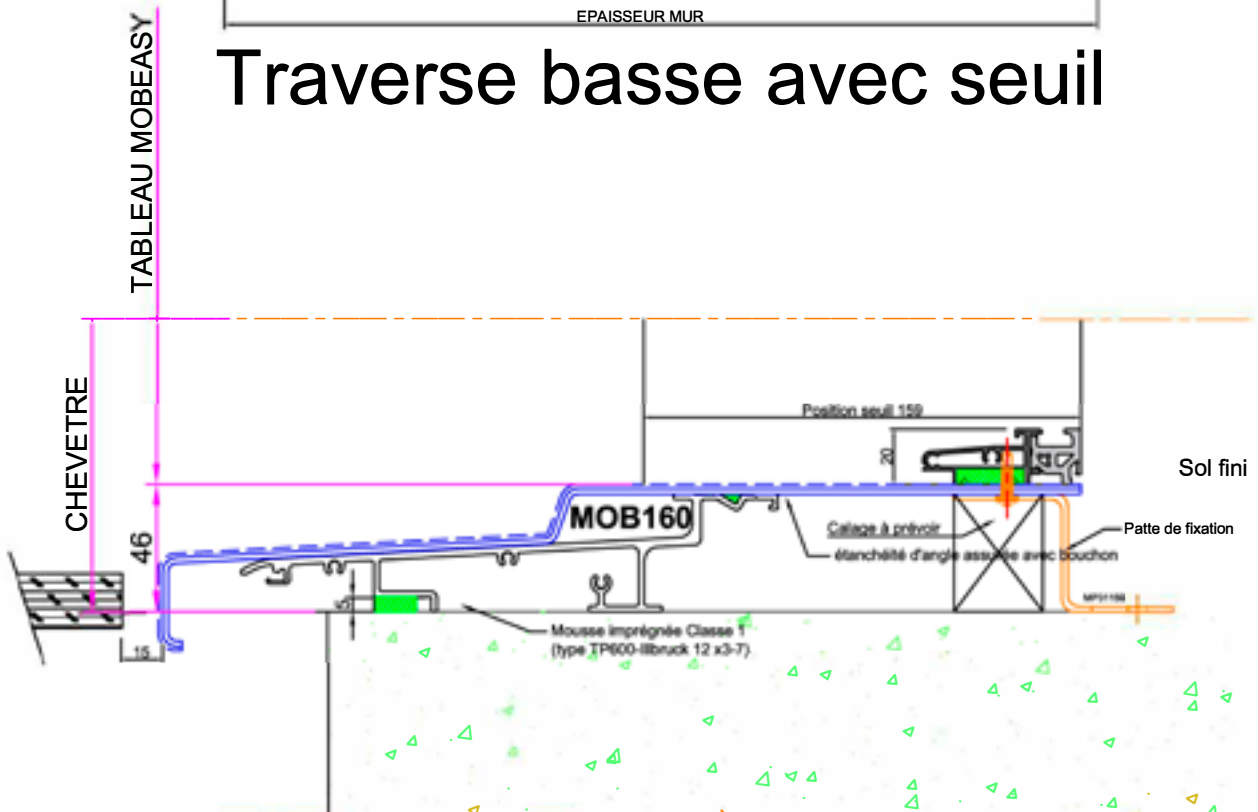 EPAISSEUR MUR
Traverse basse avec seuil
TABLEAU MOBEASY
CHEVETRE
Position seuil 159
20
Sol fini
46
MOB160
Calage à prévoir
Patte de fixation
étanchéité d'angle assurée avec bouchon
5
Mousse imprégnée Classe 1
(type TP600-Illbruck 12 x3-7)
15